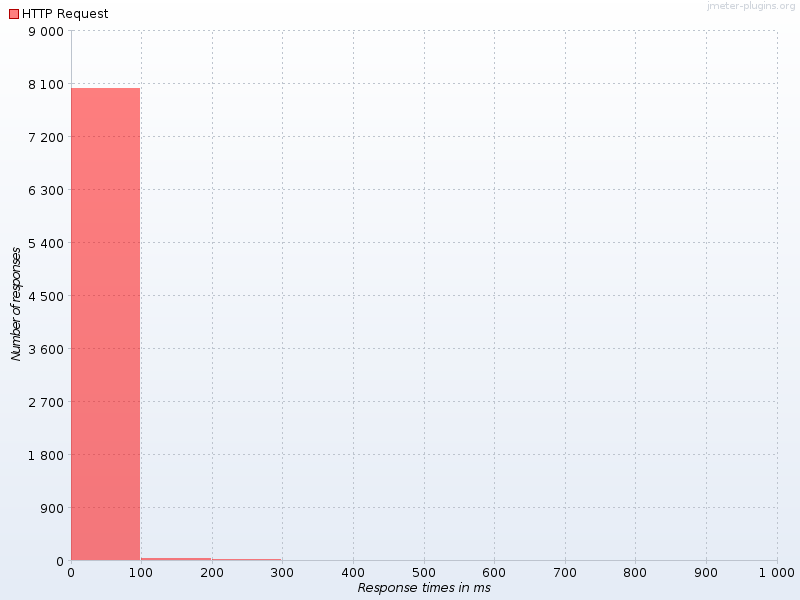 HTTP Request
jmeter-plugins.org
9 000
8 100
7 200
6 300
5 400
4 500
3 600
2 700
1 800
900
0
Number of responses
0 100 200 300 400 500 600 700 800 900 1 000
Response times in ms